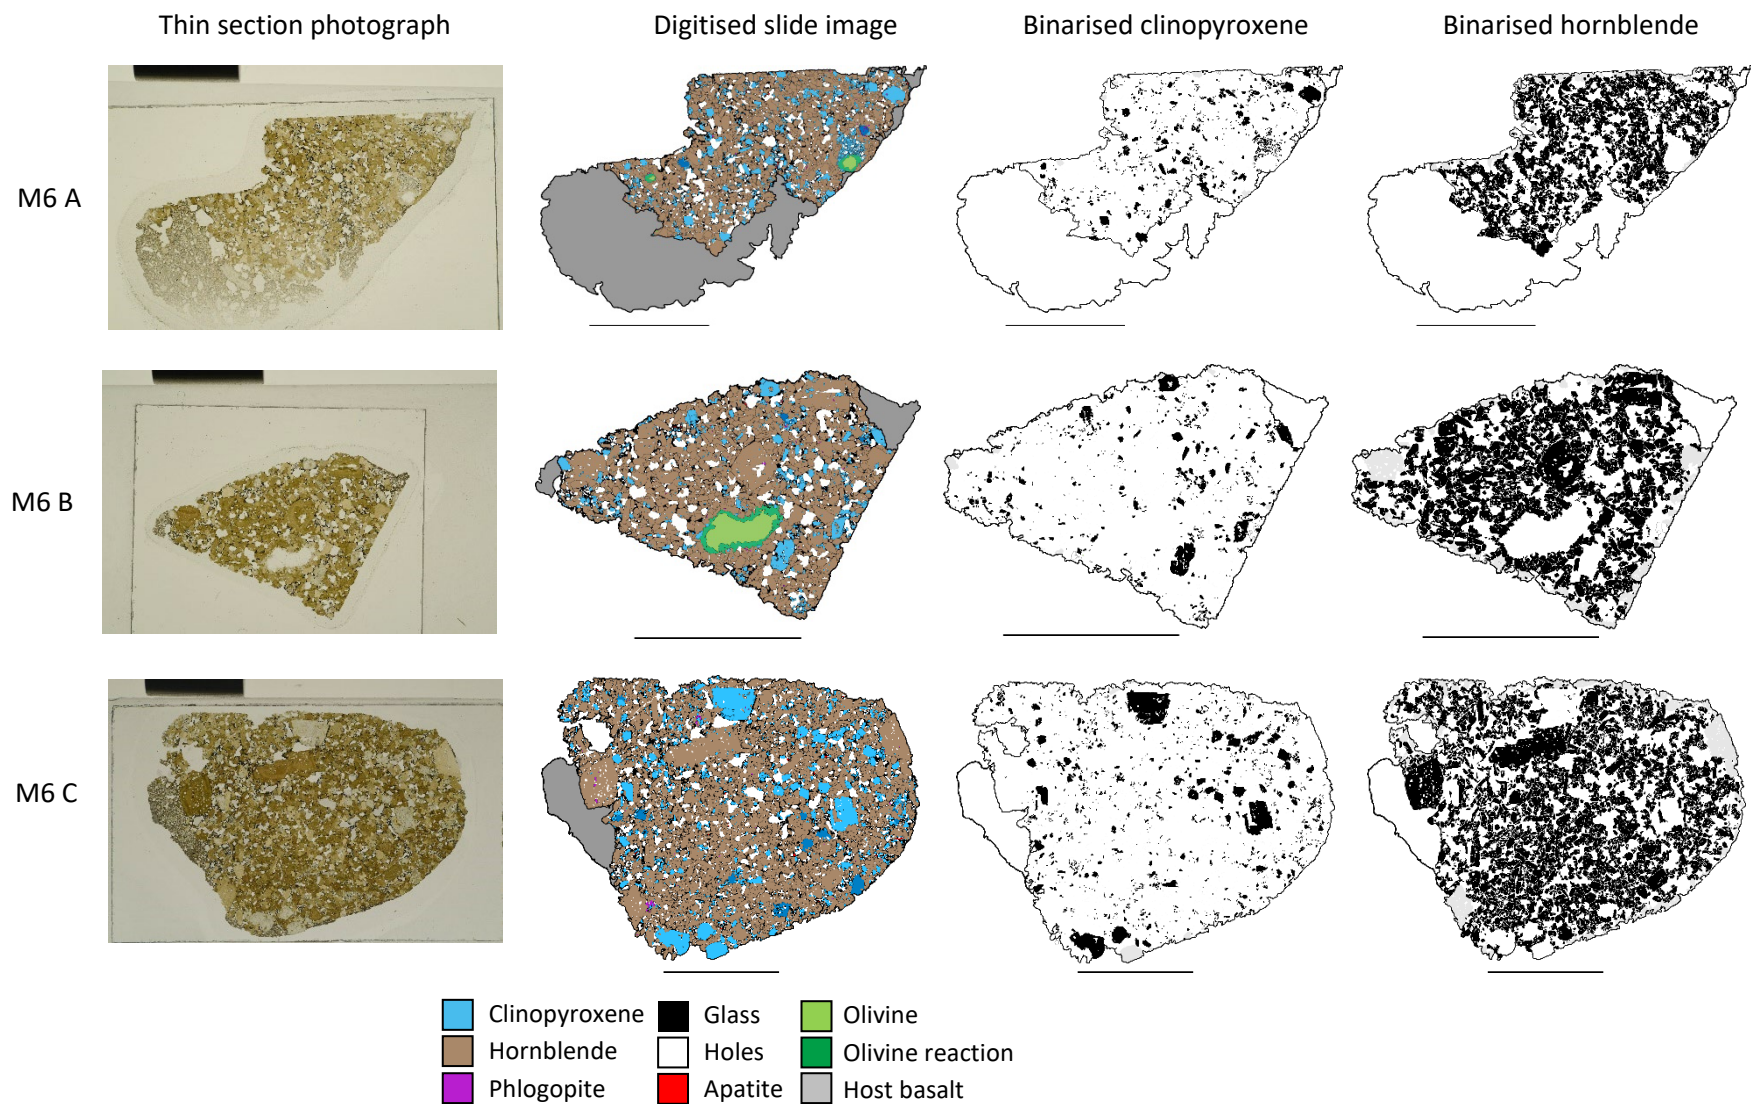 Thin section photograph Digitised slide image Binarised clinopyroxene Binarised hornblende
M6 A
M6 B
M6 C
Clinopyroxene Glass Olivine
Hornblende Holes Olivine reaction
Phlogopite Apatite Host basalt